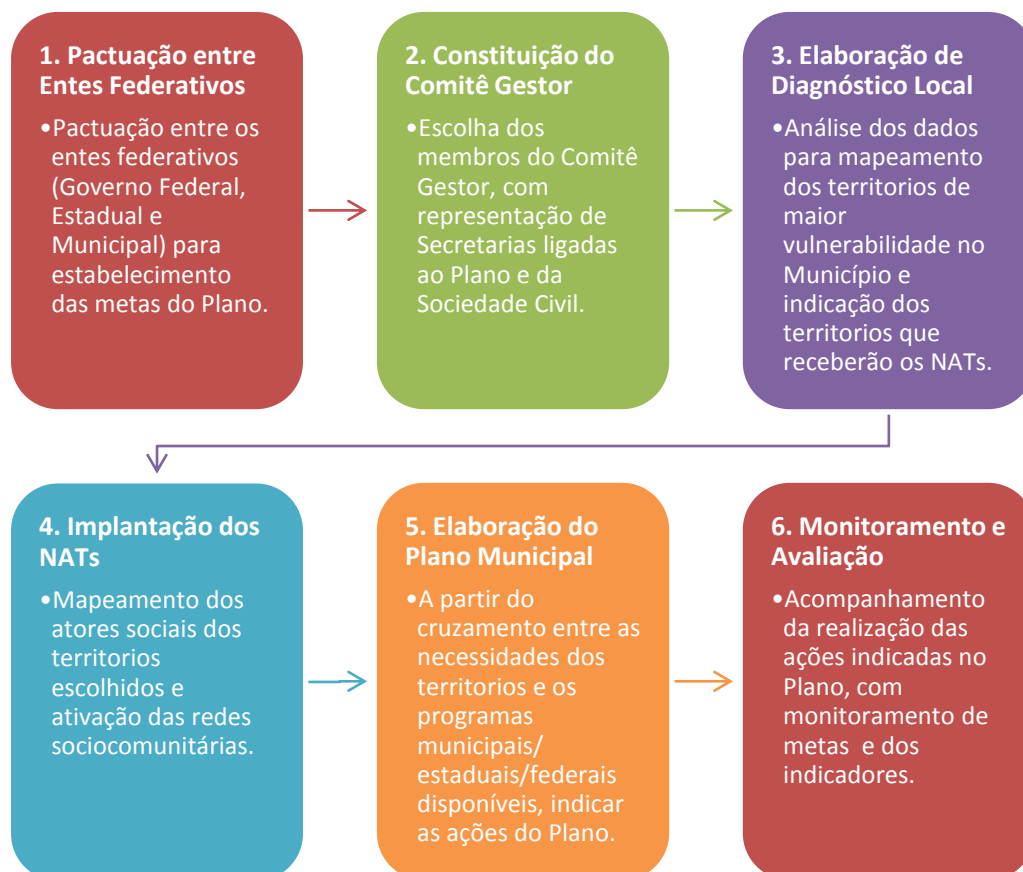 1. Pactuação entre
Entes Federativos
•Pactuação entre os
entes federativos
(Governo Federal,
Estadual e
Municipal) para
estabelecimento
das metas do Plano.
2. Constituição do
Comitê Gestor
•Escolha dos
membros do Comitê
Gestor, com
representação de
Secretarias ligadas
ao Plano e da
Sociedade Civil.
3. Elaboração de
Diagnóstico Local
•Análise dos dados
para mapeamento
dos territorios de
maior
vulnerabilidade no
Município e
indicação dos
territorios que
receberão os NATs.
4. Implantação dos
NATs
•Mapeamento dos
atores sociais dos
territorios
escolhidos e
ativação das redes
sociocomunitárias.
5. Elaboração do
Plano Municipal
•A partir do
cruzamento entre as
necessidades dos
territorios e os
programas
municipais/
estaduais/federais
disponíveis, indicar
as ações do Plano.
6. Monitoramento e
Avaliação
•Acompanhamento
da realização das
ações indicadas no
Plano, com
monitoramento de
metas  e dos
indicadores.